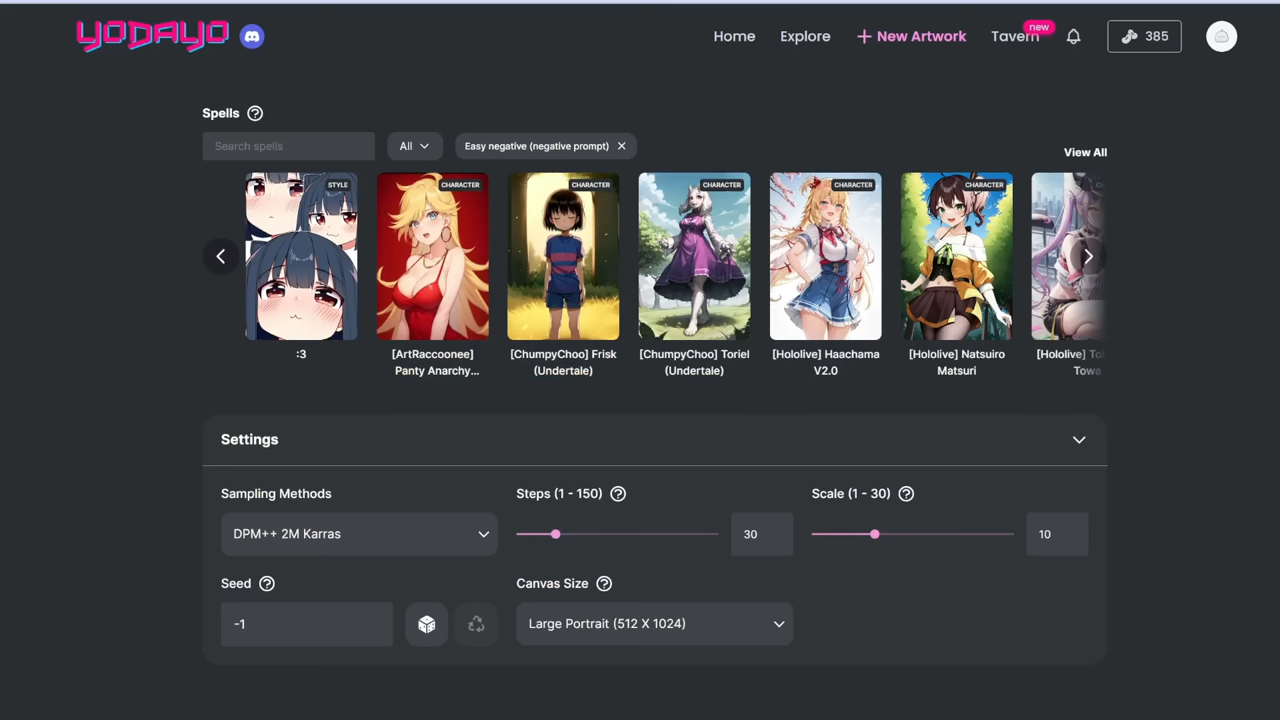 YODAYO
Home
Explore
New Artwork
Tavern
new
385
Spells
Search spells
All
Easy negative (negative prompt)
View All
STYLE
CHARACTER
CHARACTER
CHARACTER
CHARACTER
CHARACTER
:3
[ArtRaccoonee]
Panty Anarchy...
[ChumpyChoo] Frisk
(Undertale)
[ChumpyChoo] Toriel
(Undertale)
[Hololive] Haachama
V2.0
[Hololive] Natsuiro
Matsuri
[Hololive]
Towa
Settings
Sampling Methods
Steps (1 - 150)
Scale (1 - 30)
DPM++ 2M Karras
30
10
Seed
Canvas Size
-1
Large Portrait (512 X 1024)